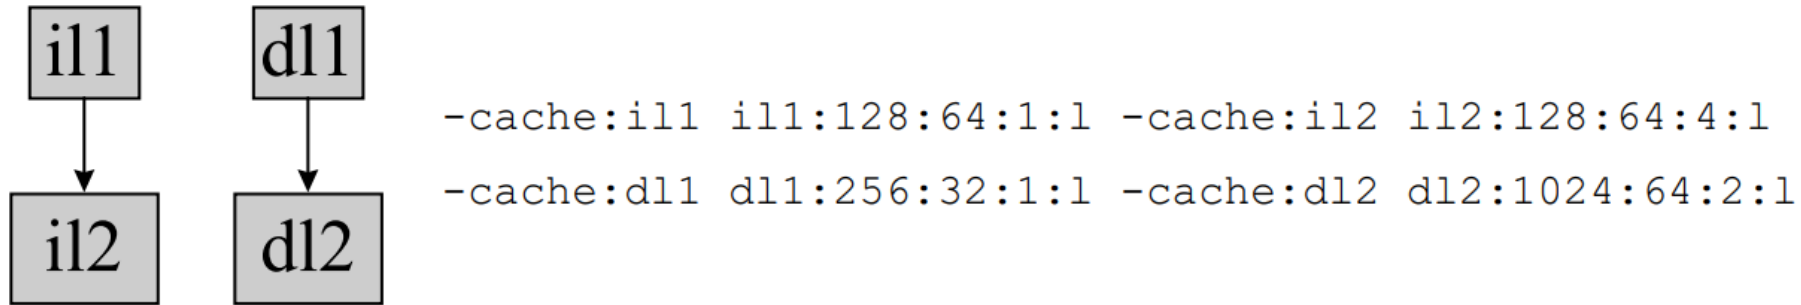 il1 dl1
-cache:il1 il1:128:64:1:l -cache:il2 il2:128:64:4:l
-cache:dl1 dl1:256:32:1:l -cache:dl2 dl2:1024:64:2:l
il2 dl2